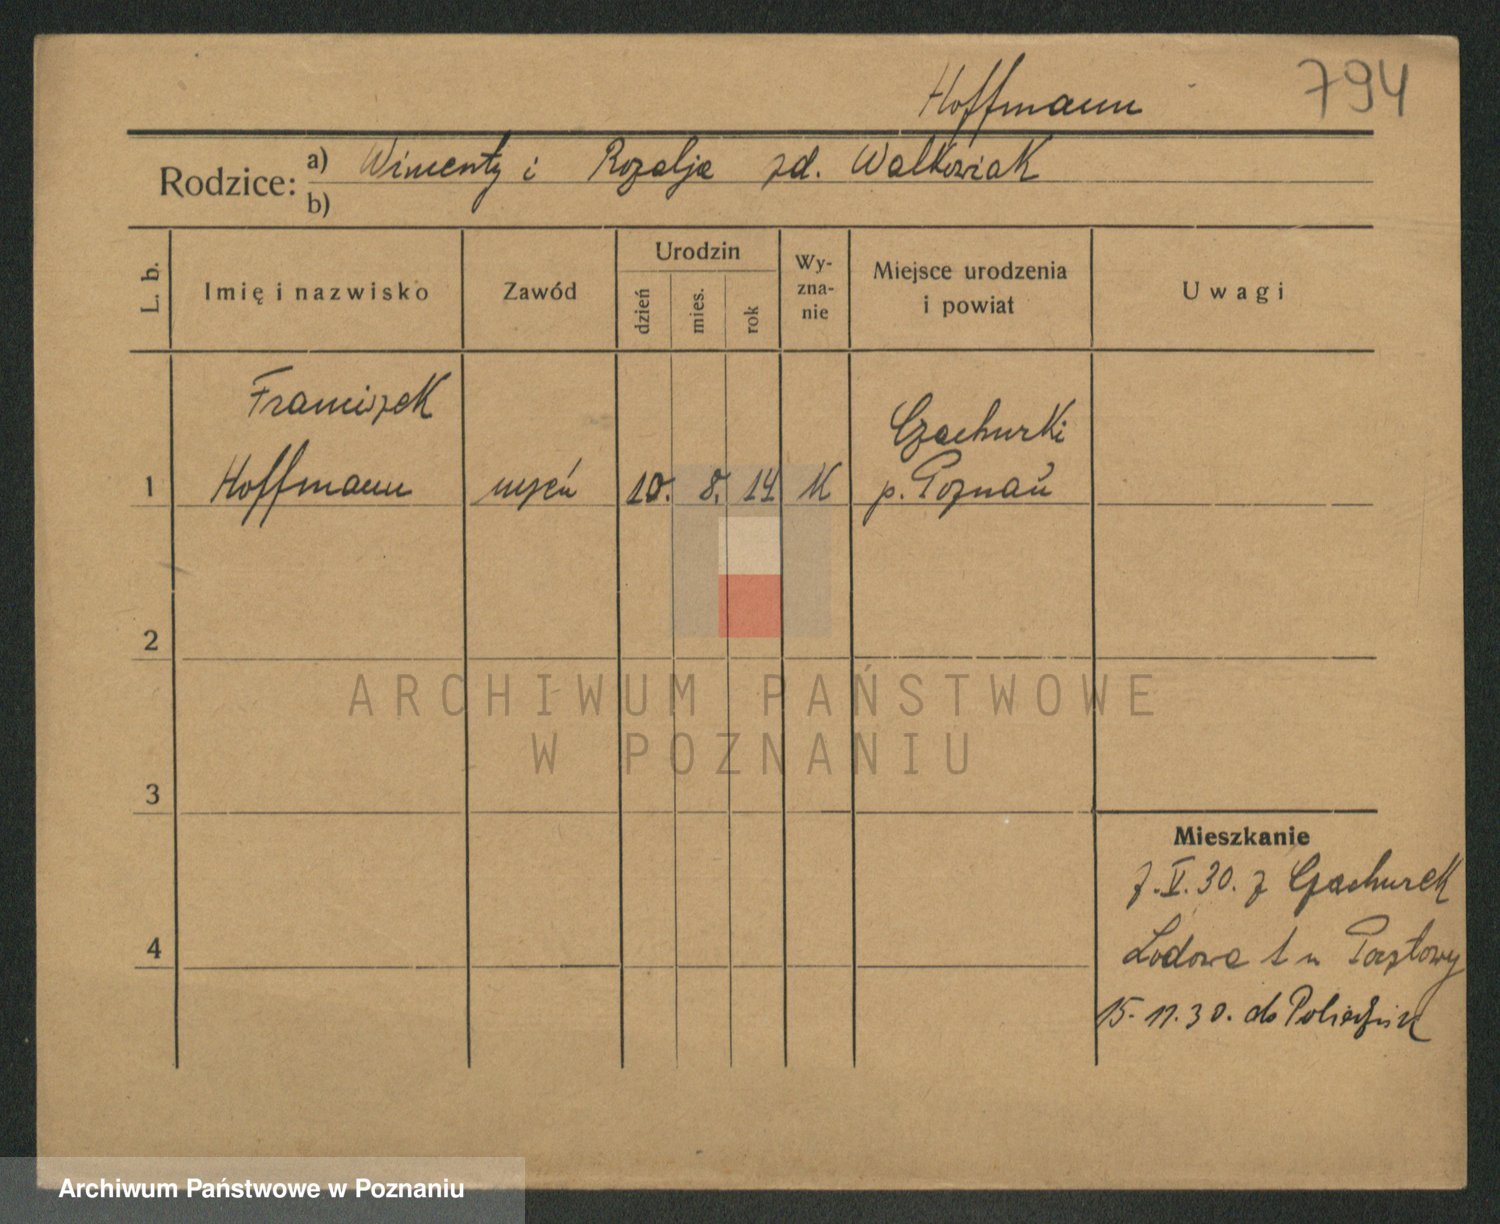 Hoffmann
794
Rodzice: a) Wincenty i Rozalja zd. Walkowiak
b)
L. b.
Imię i nazwisko
Zawód
Urodzin
dzień
mies.
rok
Wy-
zna-
nie
Miejsce urodzenia
i powiat
Uwagi
Franciszek
Czachurki
1 Hoffmann uczeń 10. 8. 14 K p. Poznań
2
ARCHIWUM PAŃSTWOWE
W POZNANIU
3
Mieszkanie
7.V.30. z Czachurek
4
Lodowa 1 u
15.11.30. do
Archiwum Państwowe w Poznaniu